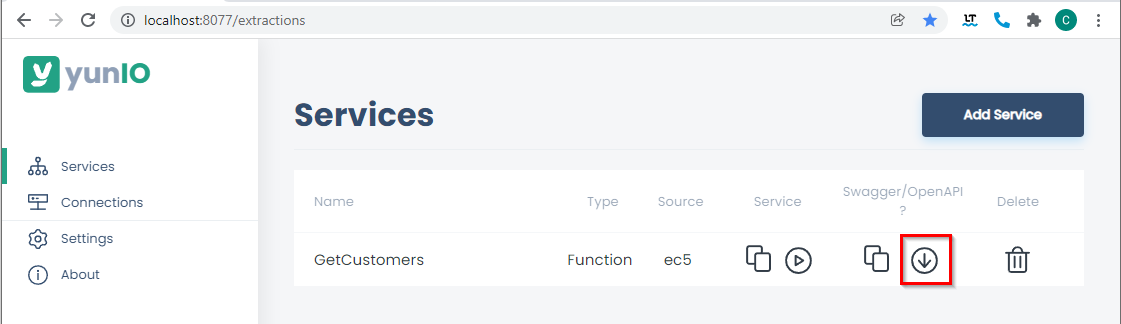 localhost:8077/extractions
LT
C
yunIO
Services
Add Service
Services
Connections
Settings
About
Name Type Source Service Swagger/OpenAPI
? Delete
GetCustomers Function ec5